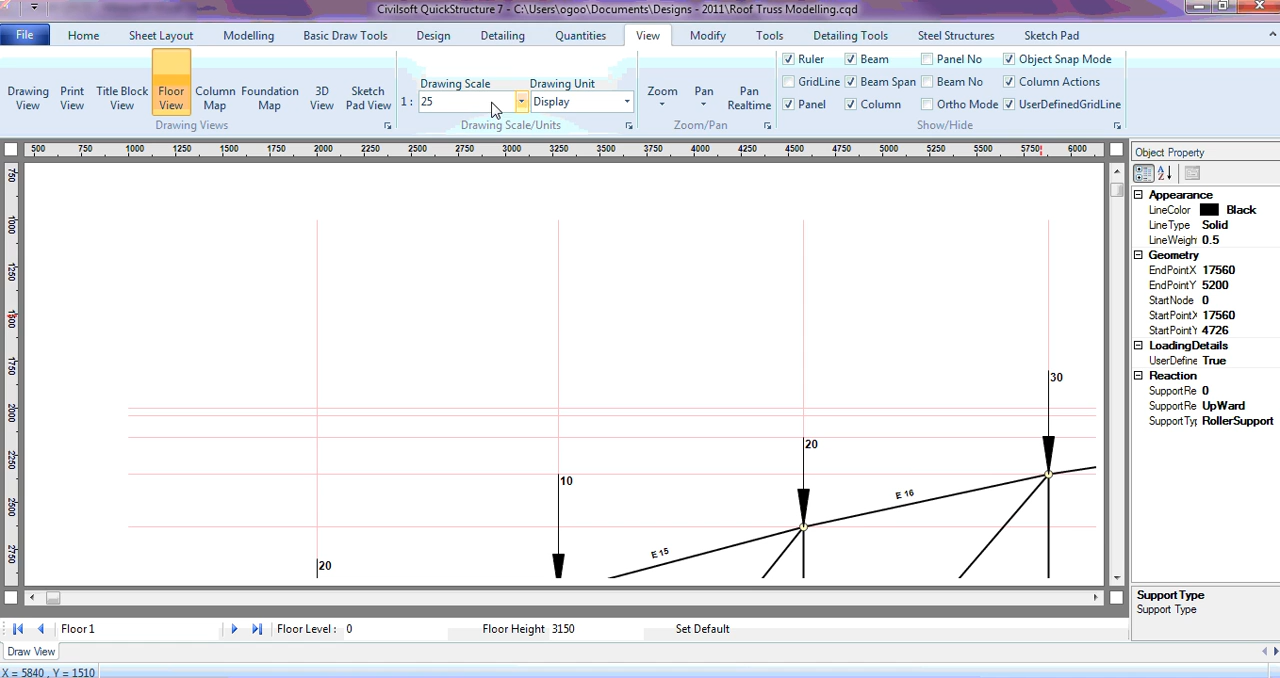 Civilsoft QuickStructure 7 - C:\Users\ogoo\Documents\Designs - 2011\Roof Truss Modelling.cqd
File Home Sheet Layout Modelling Basic Draw Tools Design Detailing Quantities View Modify Tools Detailing Tools Steel Structures Sketch Pad
Drawing View
Print View
Title Block View
Floor View
Column Map
Foundation Map
3D View
Sketch Pad View
Drawing Views
Drawing Scale Drawing Unit
1 : 25 Display
Drawing Scale/Units
Zoom
Pan
Pan Realtime
Zoom/Pan
Ruler Beam Panel No Object Snap Mode
GridLine Beam Span Beam No Column Actions
Panel Column Ortho Mode UserDefinedGridLine
Show/Hide
500 750 1000 1250 1500 1750 2000 2250 2500 2750 3000 3250 3500 3750 4000 4250 4500 4750 5000 5250 5500 5750 6000
750
1000
1250
1500
1750
2000
2250
2500
2750
30
20
10
E 16
E 15
20
Object Property
Appearance
LineColor Black
LineType Solid
LineWeigh 0.5
Geometry
EndPointX 17560
EndPointY 5200
StartNode 0
StartPointX 17560
StartPointY 4726
LoadingDetails
UserDefine True
Reaction
SupportRe 0
SupportRe UpWard
SupportTyp RollerSupport
SupportType
Support Type
Floor 1 Floor Level : 0 Floor Height 3150 Set Default
Draw View
X = 5840 , Y = 1510